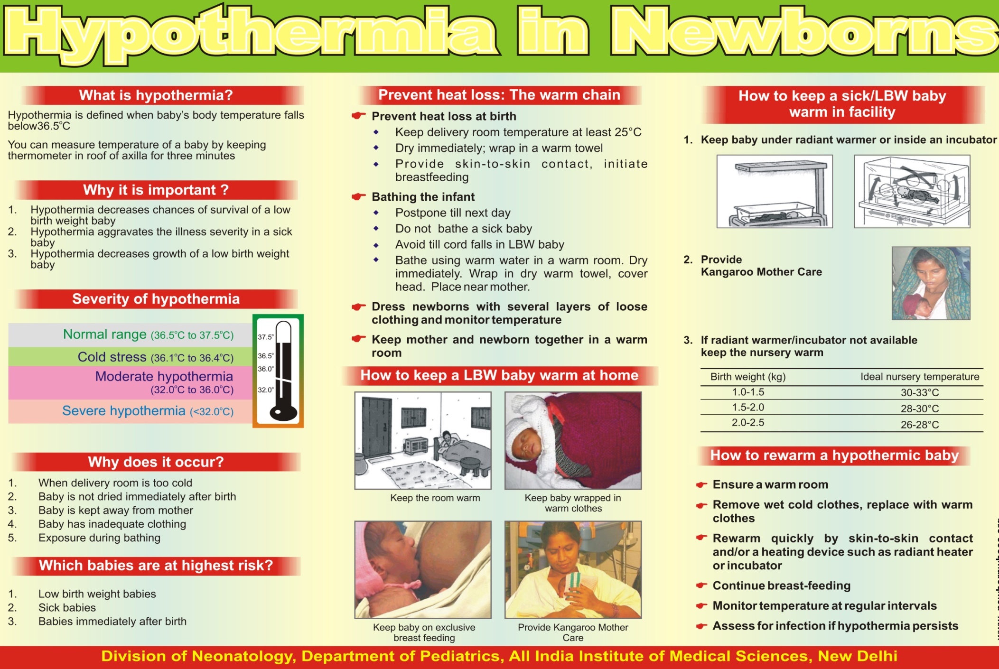 Hypothermia in Newborns
What is hypothermia?
Hypothermia is defined when baby's body temperature falls
below36.5°C
You can measure temperature of a baby by keeping
thermometer in roof of axilla for three minutes
Why it is important ?
1. Hypothermia decreases chances of survival of a low
birth weight baby
2. Hypothermia aggravates the illness severity in a sick
baby
3. Hypothermia decreases growth of a low birth weight
baby
Severity of hypothermia
Normal range (36.5°C to 37.5°C)
Cold stress (36.1°C to 36.4°C)
Moderate hypothermia
(32.0°C to 36.0°C)
Severe hypothermia (<32.0°C)
37.5°
36.5°
36.0°
32.0°
Why does it occur?
1. When delivery room is too cold
2. Baby is not dried immediately after birth
3. Baby is kept away from mother
4. Baby has inadequate clothing
5. Exposure during bathing
Which babies are at highest risk?
1. Low birth weight babies
2. Sick babies
3. Babies immediately after birth
Prevent heat loss: The warm chain
Prevent heat loss at birth
Keep delivery room temperature at least 25°C
Dry immediately; wrap in a warm towel
Provide skin-to-skin contact, initiate
breastfeeding
Bathing the infant
Postpone till next day
Do not bathe a sick baby
Avoid till cord falls in LBW baby
Bathe using warm water in a warm room. Dry
immediately. Wrap in dry warm towel, cover
head. Place near mother.
Dress newborns with several layers of loose
clothing and monitor temperature
Keep mother and newborn together in a warm
room
How to keep a LBW baby warm at home
Keep the room warm
Keep baby wrapped in
warm clothes
Keep baby on exclusive
breast feeding
Provide Kangaroo Mother
Care
How to keep a sick/LBW baby
warm in facility
1. Keep baby under radiant warmer or inside an incubator
2. Provide
Kangaroo Mother Care
3. If radiant warmer/incubator not available
keep the nursery warm
Birth weight (kg) Ideal nursery temperature
1.0-1.5 30-33°C
1.5-2.0 28-30°C
2.0-2.5 26-28°C
How to rewarm a hypothermic baby
Ensure a warm room
Remove wet cold clothes, replace with warm
clothes
Rewarm quickly by skin-to-skin contact
and/or a heating device such as radiant heater
or incubator
Continue breast-feeding
Monitor temperature at regular intervals
Assess for infection if hypothermia persists
Division of Neonatology, Department of Pediatrics, All India Institute of Medical Sciences, New Delhi